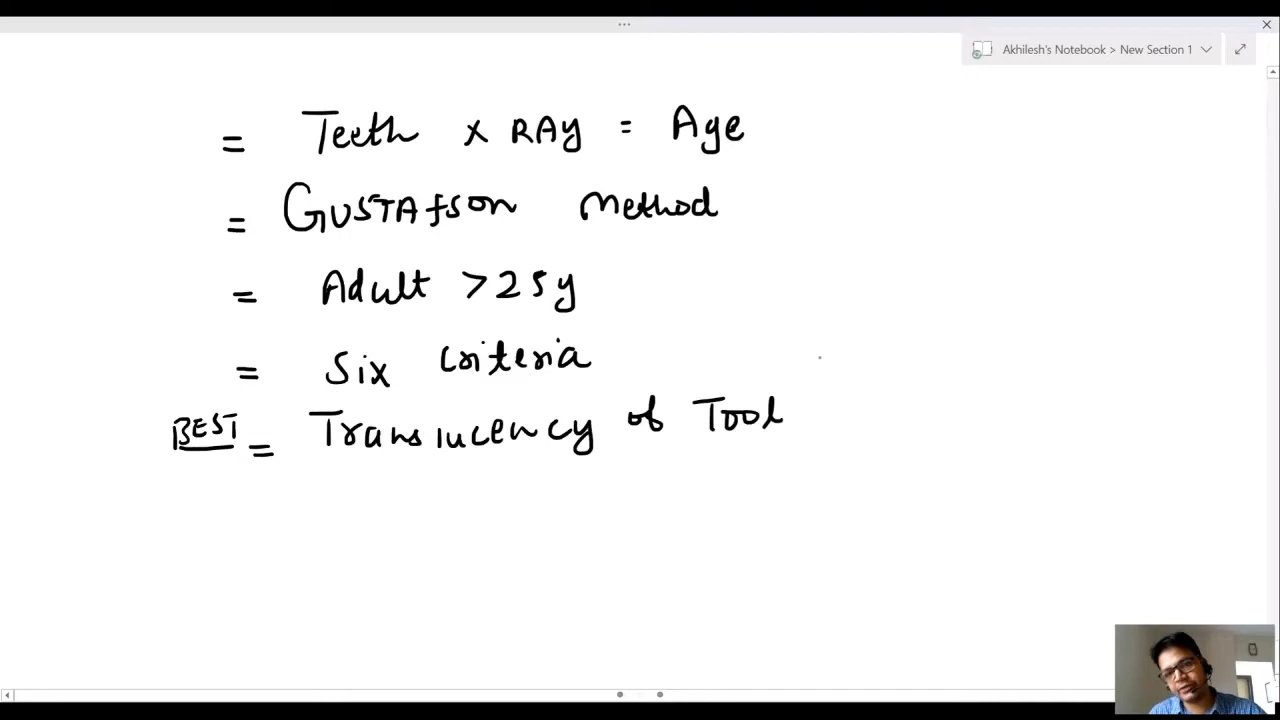 Akhilesh's Notebook > New Section 1
= Teeth x RAy = Age
= GUSTAfson Method
= Adult >25y
= Six criteria
BEST = Translucency of Tool